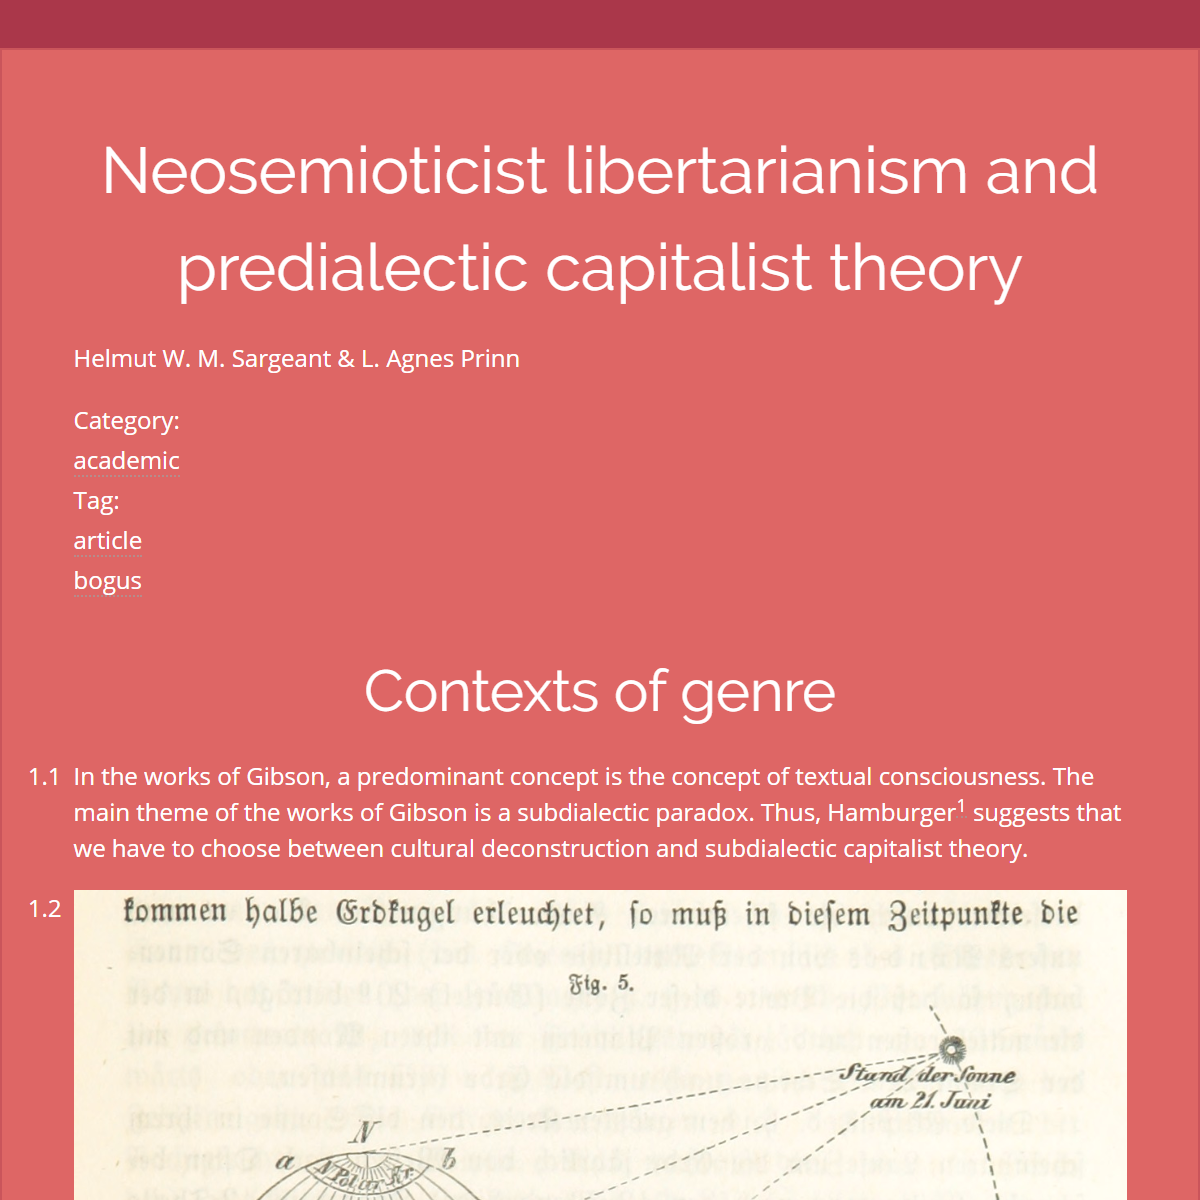 Neosemioticist libertarianism and
predialectic capitalist theory
Helmut W. M. Sargeant & L. Agnes Prinn
Category:
academic
Tag:
article
bogus
Contexts of genre
1.1 In the works of Gibson, a predominant concept is the concept of textual consciousness. The
main theme of the works of Gibson is a subdialectic paradox. Thus, Hamburger1 suggests that
we have to choose between cultural deconstruction and subdialectic capitalist theory.
1.2
kommen halbe Erdkugel erleuchtet, so muß in diesem Zeitpunkte die
Fig. 5.
Stand der Sonne
am 21. Juni
N
a
b
N Polar Kr.